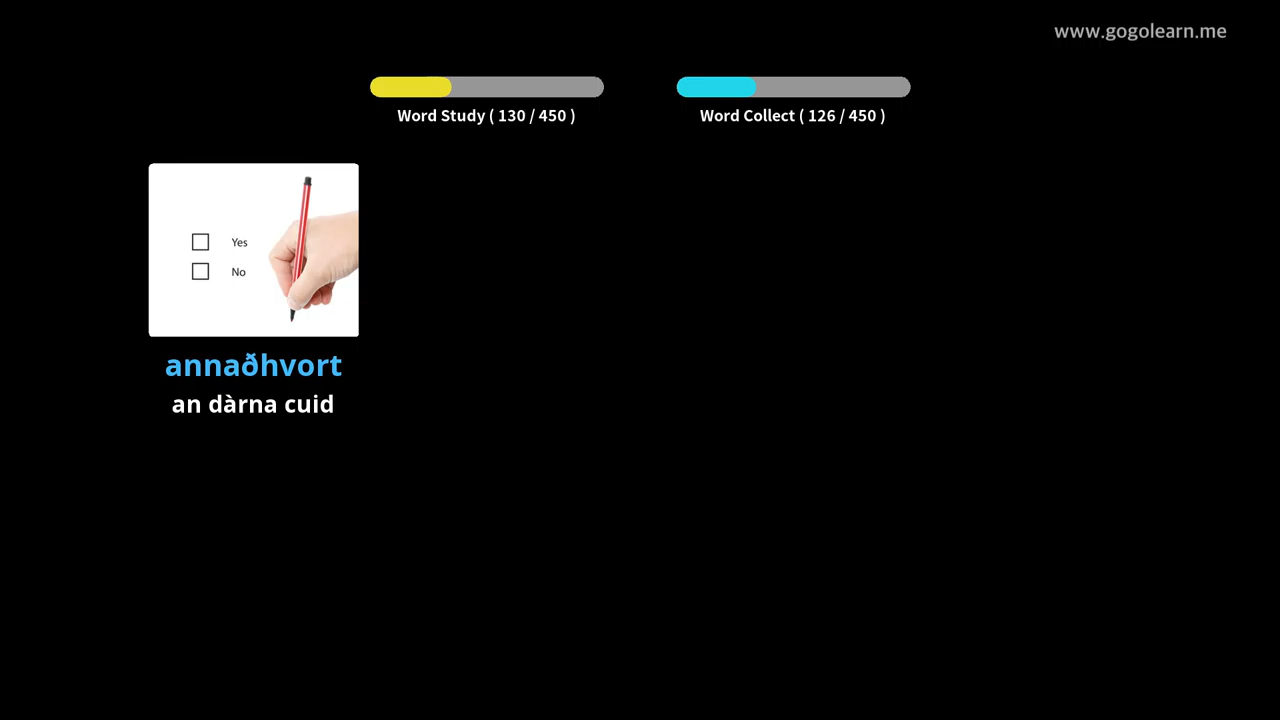 www.gogolearn.me
Word Study ( 130 / 450 )
Word Collect ( 126 / 450 )
Yes
No
annaðhvort
an dàrna cuid